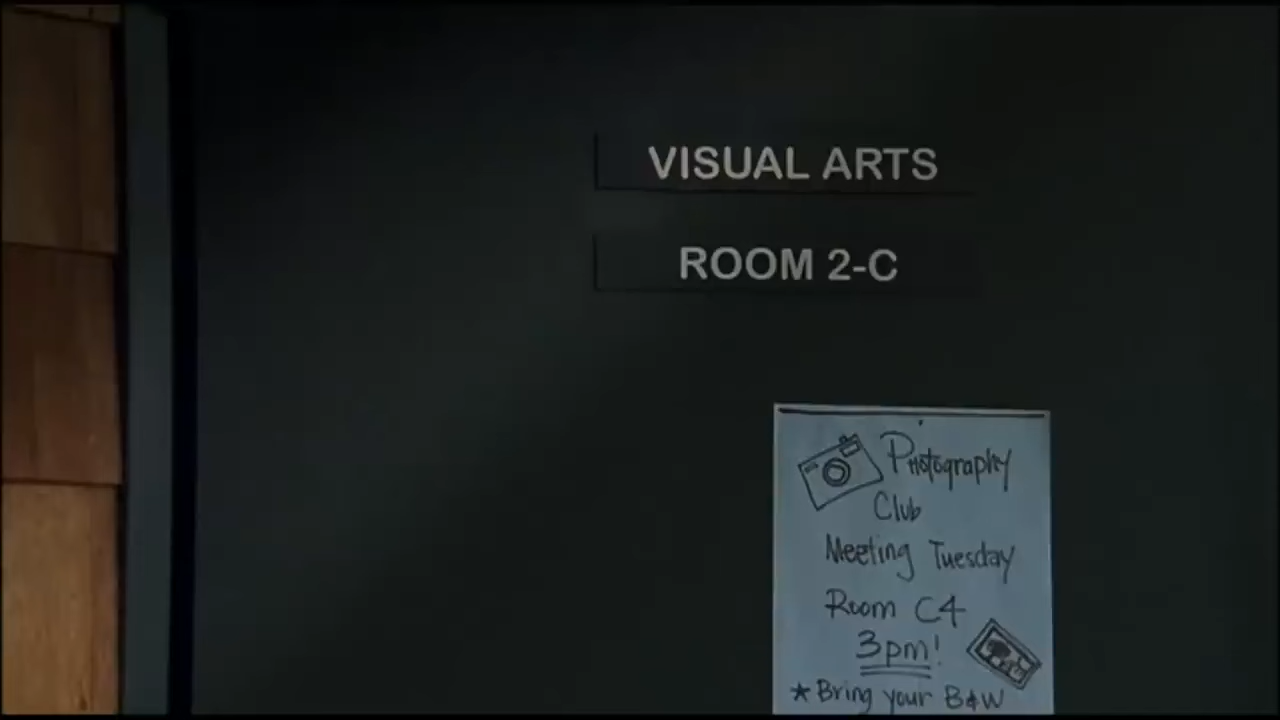 VISUAL ARTS
ROOM 2-C
Photography
Club
Meeting Tuesday
Room C4
3pm!
*Bring your B&W